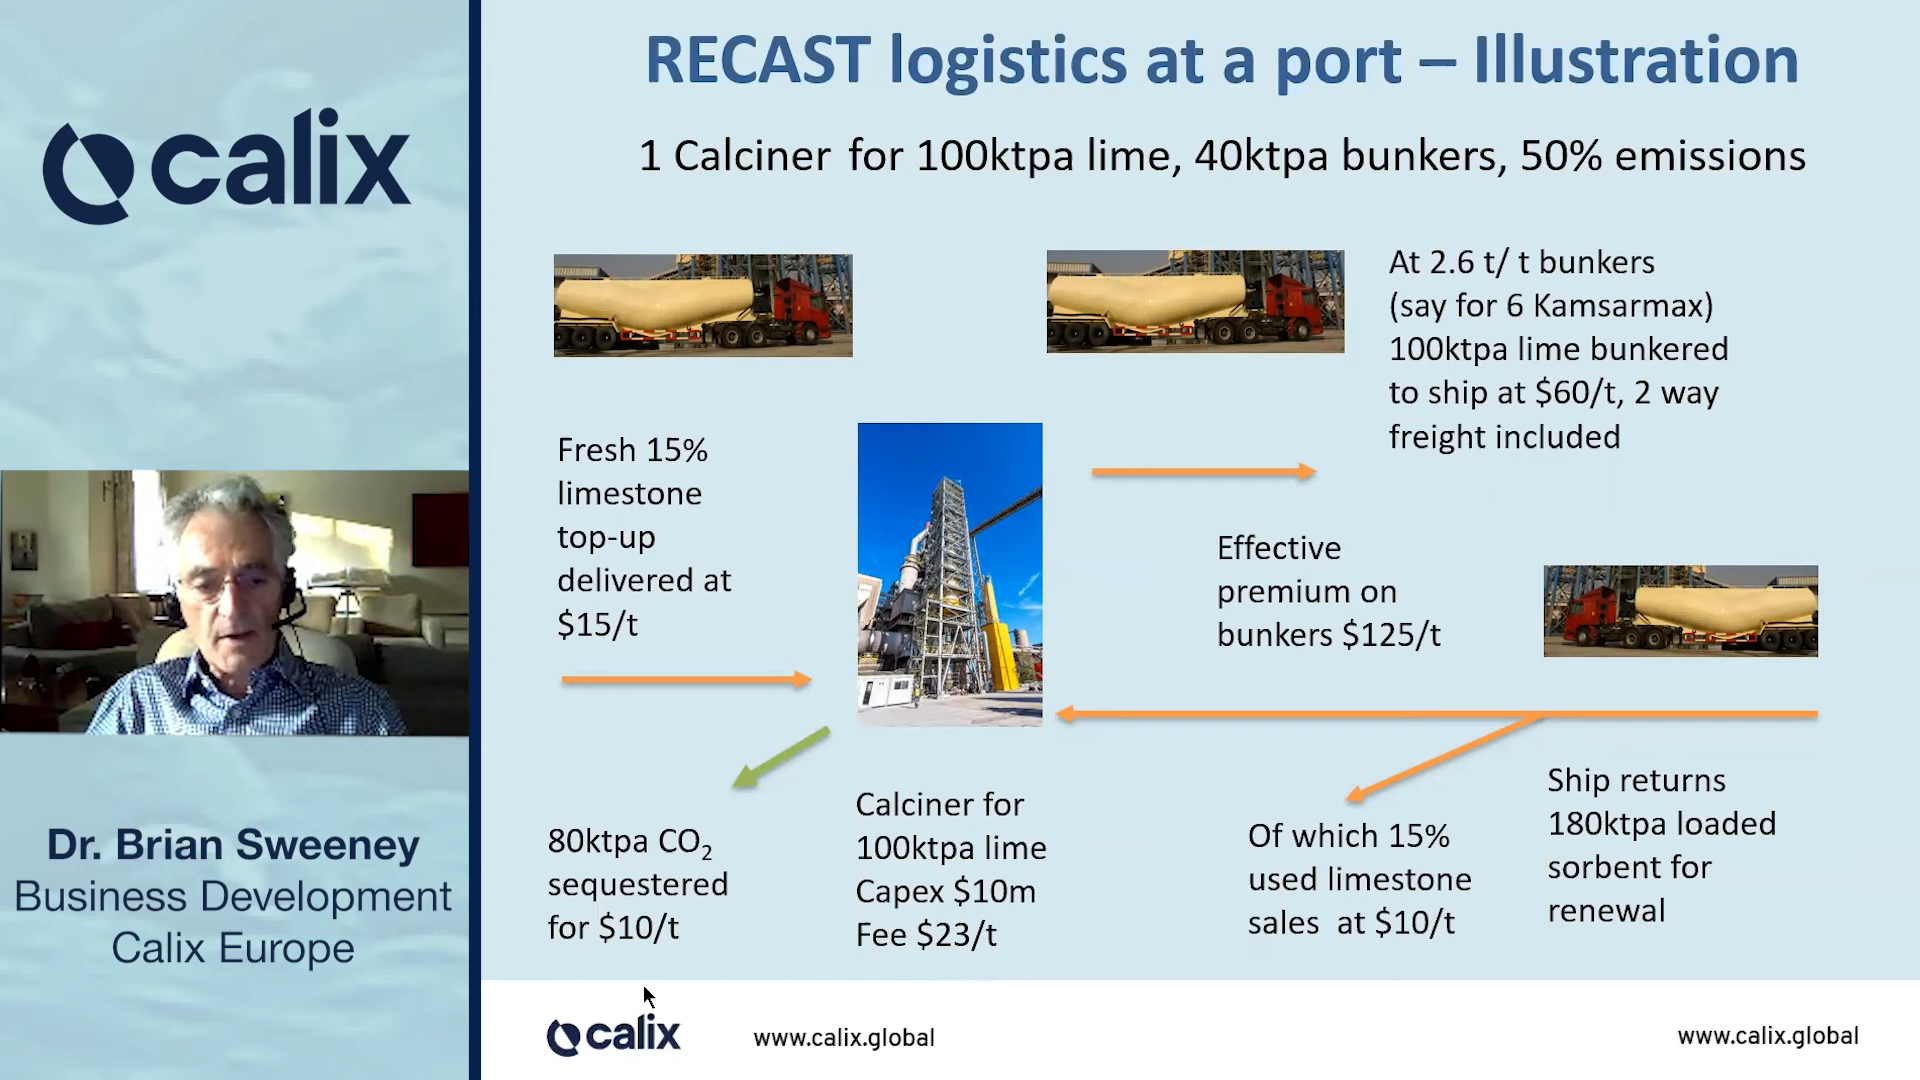 calix
Dr. Brian Sweeney
Business Development
Calix Europe
RECAST logistics at a port – Illustration
1 Calciner for 100ktpa lime, 40ktpa bunkers, 50% emissions
At 2.6 t/ t bunkers
(say for 6 Kamsarmax)
100ktpa lime bunkered
to ship at $60/t, 2 way
freight included
Fresh 15%
limestone
top-up
delivered at
$15/t
Effective
premium on
bunkers $125/t
80ktpa CO₂
sequestered
for $10/t
Calciner for
100ktpa lime
Capex $10m
Fee $23/t
Of which 15%
used limestone
sales at $10/t
Ship returns
180ktpa loaded
sorbent for
renewal
calix
www.calix.global
www.calix.global